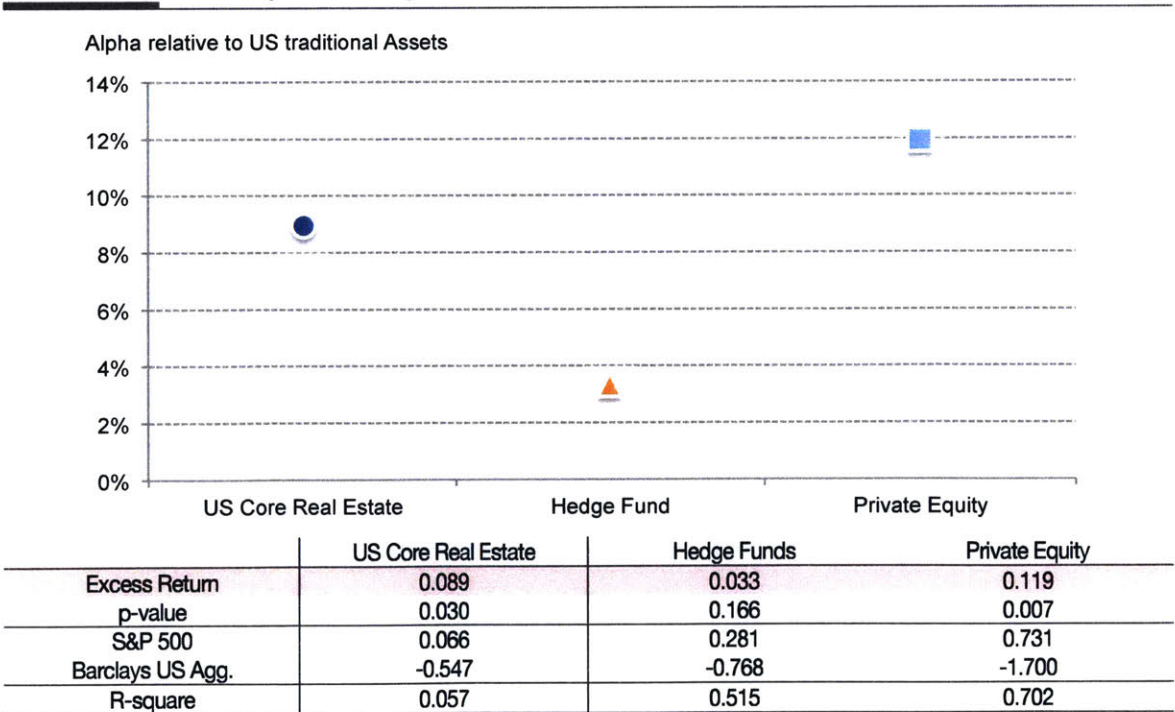 Alpha relative to US traditional Assets
14%
12%
10%
8%
6%
4%
2%
0%
US Core Real Estate Hedge Fund Private Equity
US Core Real Estate Hedge Funds Private Equity
Excess Return 0.089 0.033 0.119
p-value 0.030 0.166 0.007
S&P 500 0.066 0.281 0.731
Barclays US Agg. -0.547 -0.768 -1.700
R-square 0.057 0.515 0.702